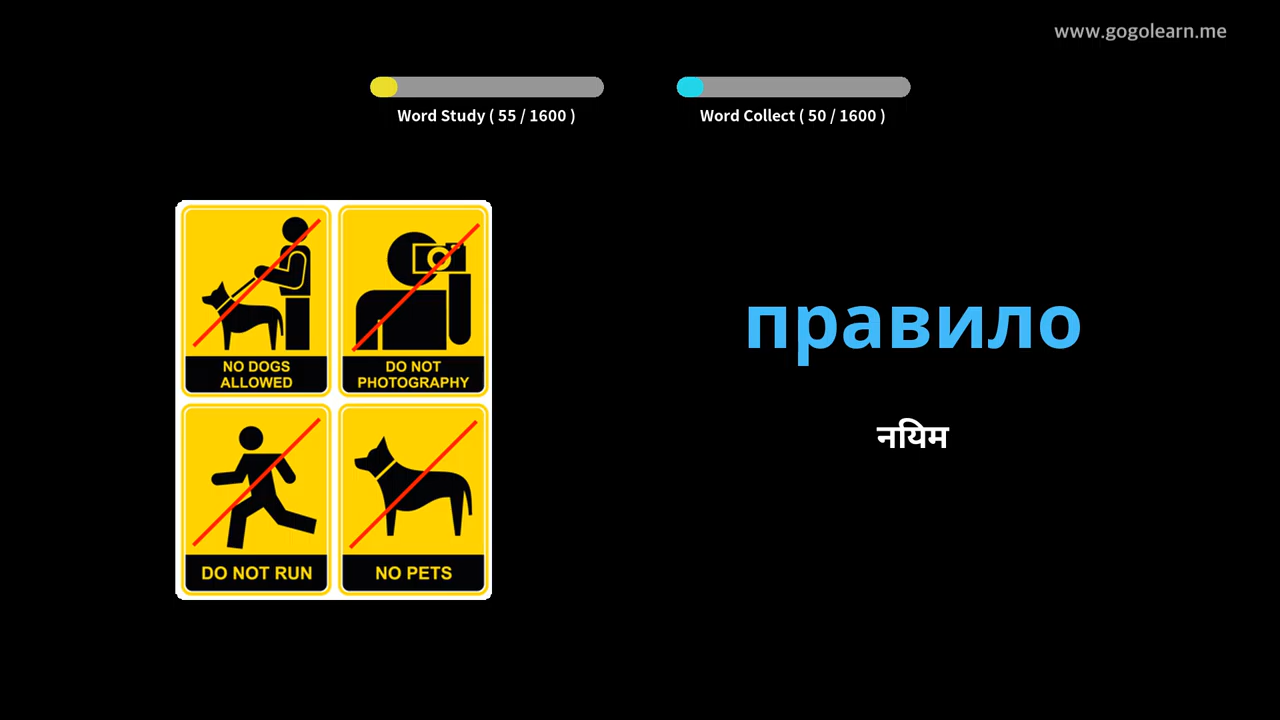 www.gogolearn.me
Word Study ( 55 / 1600 )
Word Collect ( 50 / 1600 )
NO DOGS
ALLOWED
DO NOT
PHOTOGRAPHY
DO NOT RUN
NO PETS
правило
नियम